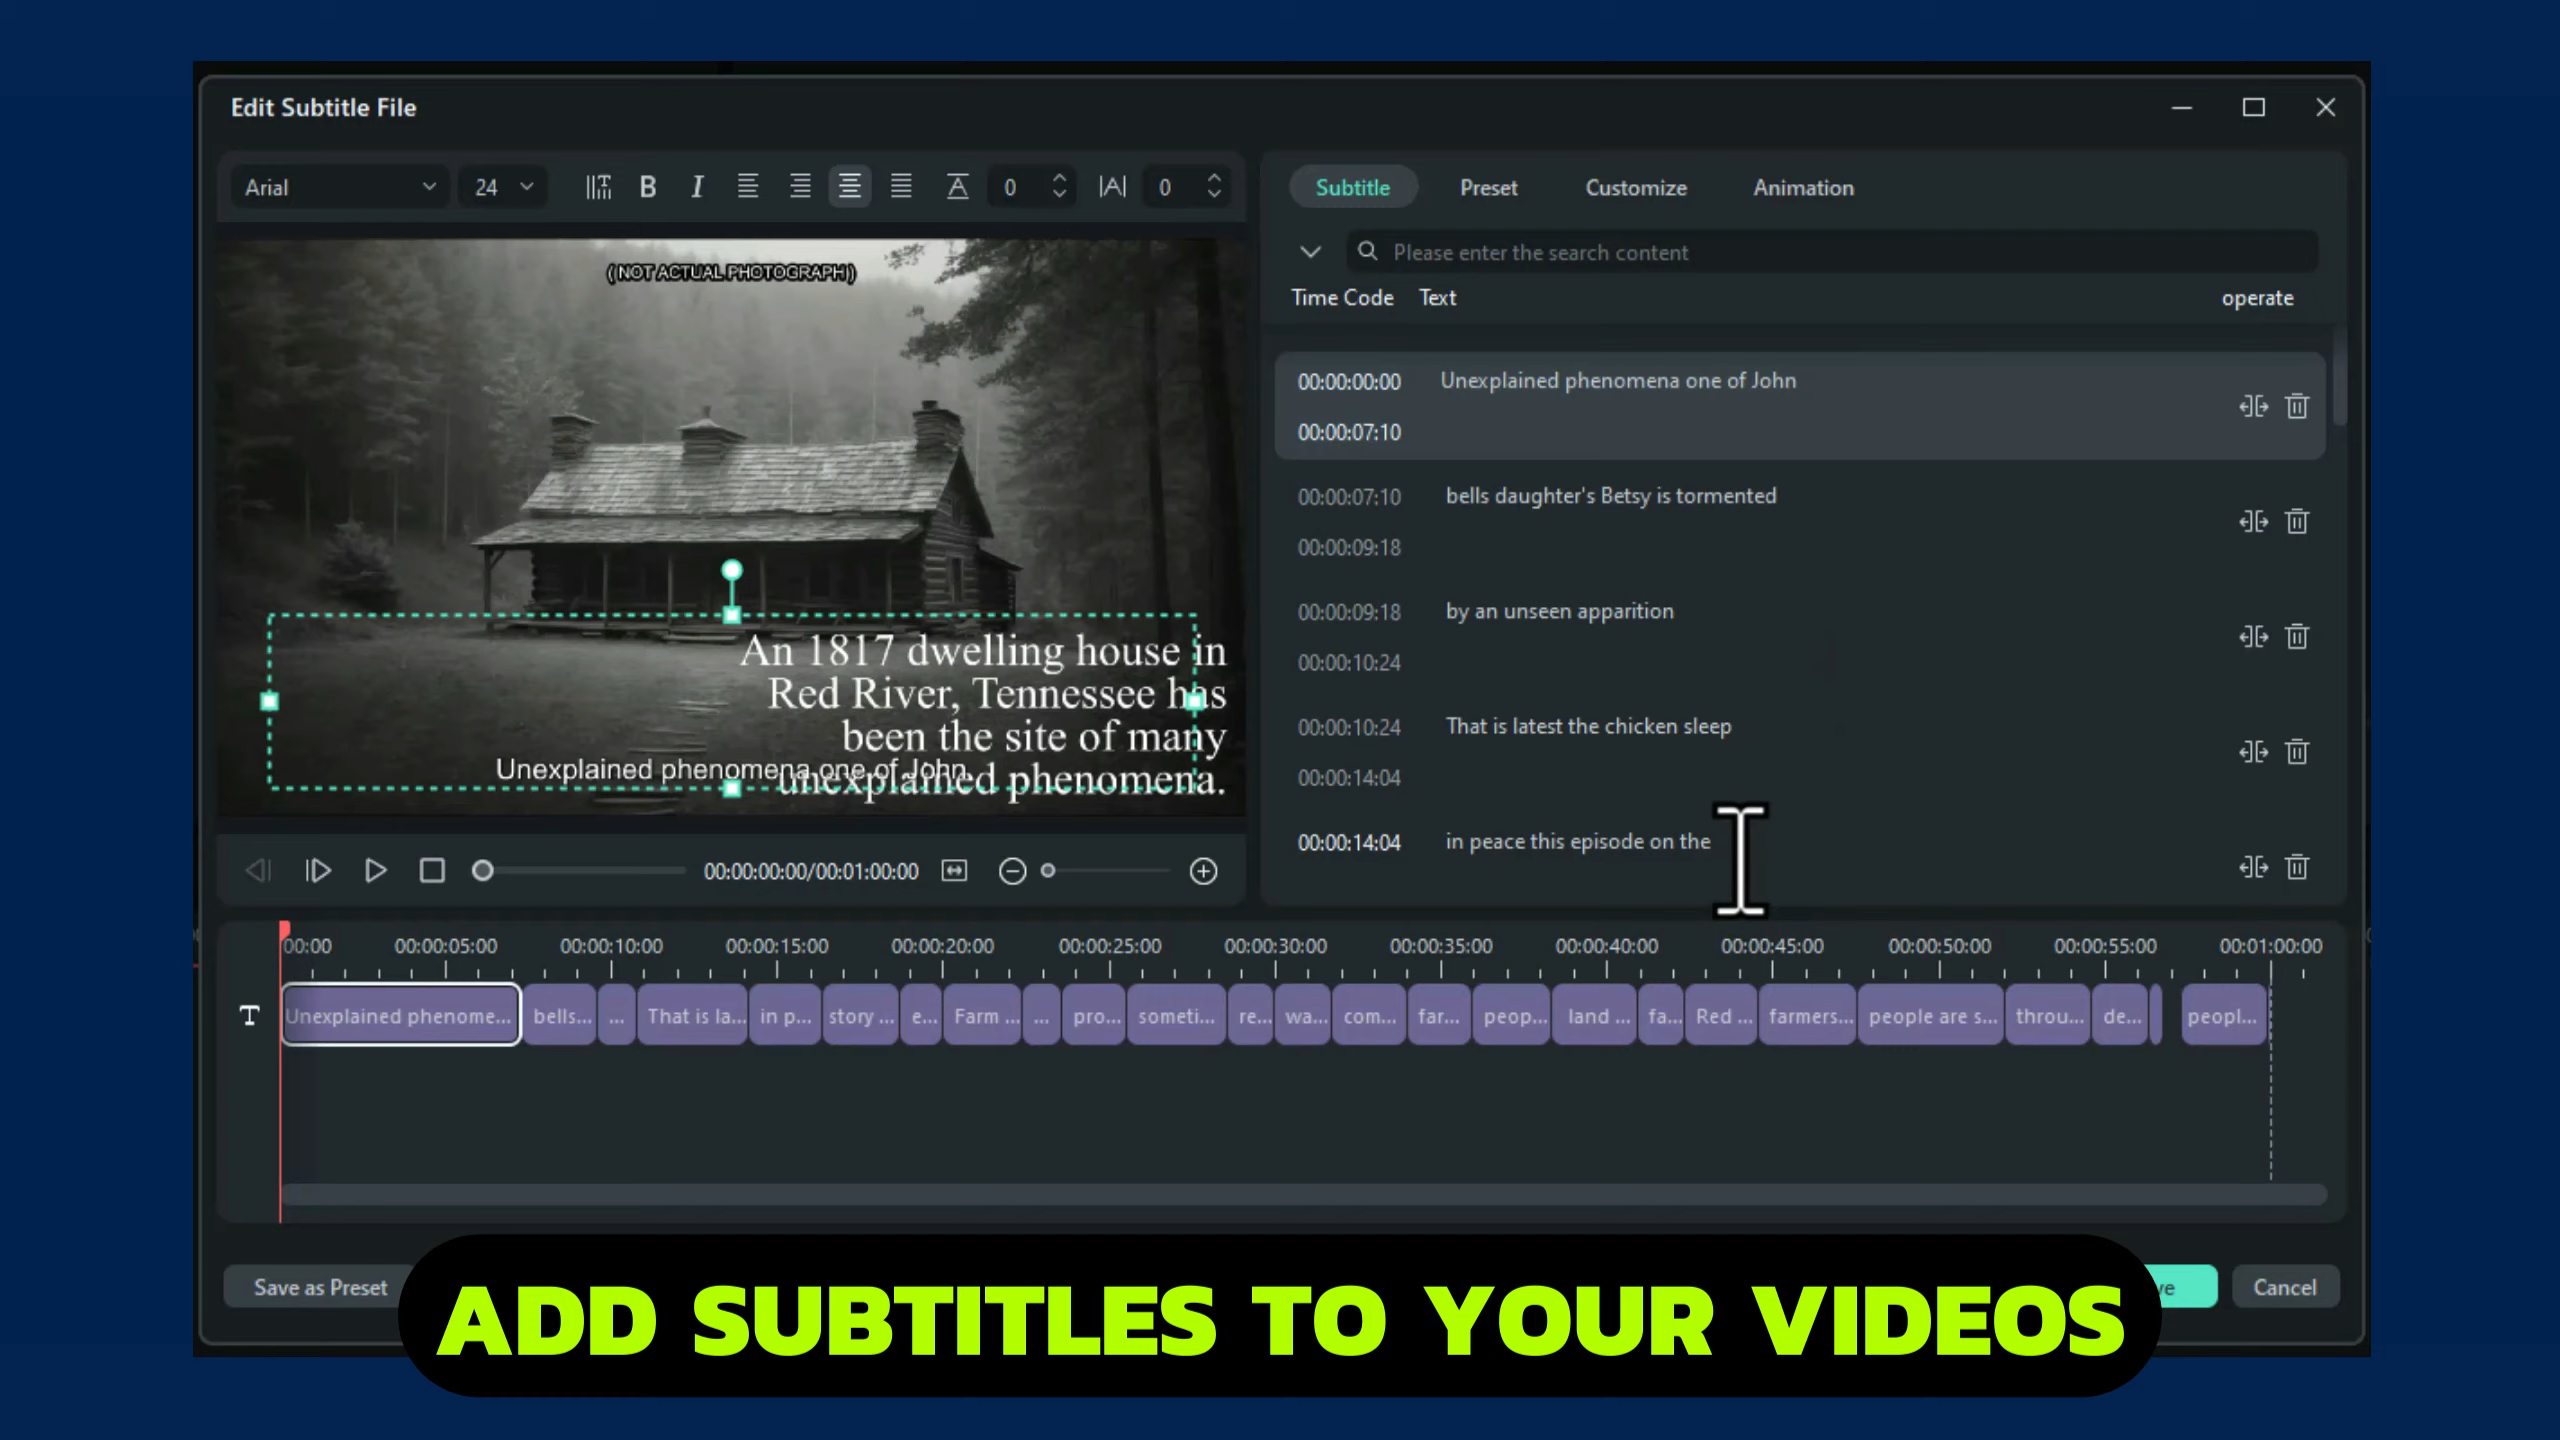 Edit Subtitle File
Arial 24 B I 0 0
Subtitle Preset Customize Animation
Please enter the search content
Time Code Text operate
(NOT ACTUAL PHOTOGRAPH)
An 1817 dwelling house in
Red River, Tennessee has
been the site of many
unexplained phenomena.
Unexplained phenomena one of John
00:00:00:00 Unexplained phenomena one of John
00:00:07:10
00:00:07:10 bells daughter's Betsy is tormented
00:00:09:18
00:00:09:18 by an unseen apparition
00:00:10:24
00:00:10:24 That is latest the chicken sleep
00:00:14:04
00:00:14:04 in peace this episode on the
00:00:00:00/00:01:00:00
00:00 00:00:05:00 00:00:10:00 00:00:15:00 00:00:20:00 00:00:25:00 00:00:30:00 00:00:35:00 00:00:40:00 00:00:45:00 00:00:50:00 00:00:55:00 00:01:00:00
T Unexplained phenome... bells... ... That is la... in p... story ... e... Farm ... ... pro... someti... re... wa... com... far... peop... land ... fa... Red ... farmers... people are s... throu... de... peopl...
Save as Preset Cancel
ADD SUBTITLES TO YOUR VIDEOS